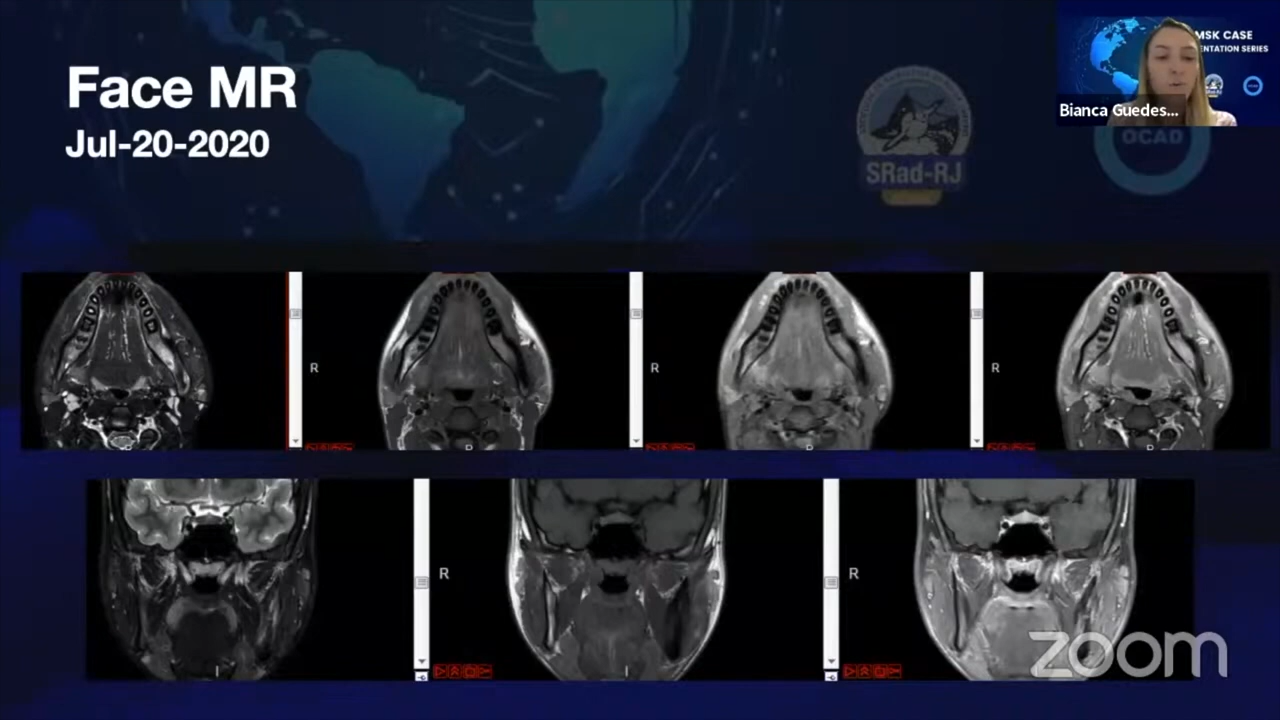 Face MR
Jul-20-2020
SRad-RJ
OCAD
MSK CASE
ENTATION SERIES
Bianca Guedes...
R
R
R
R
R
zoom